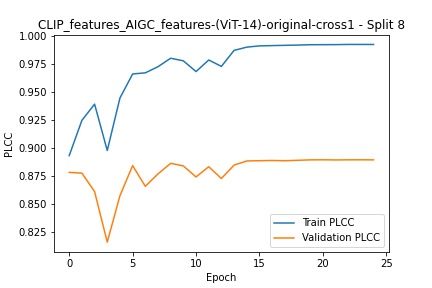 CLIP_features_AIGC_features-(ViT-14)-original-cross1 - Split 8
1.000
0.975
0.950
0.925
0.900
0.875
0.850
0.825
PLCC
Train PLCC
Validation PLCC
0 5 10 15 20 25
Epoch